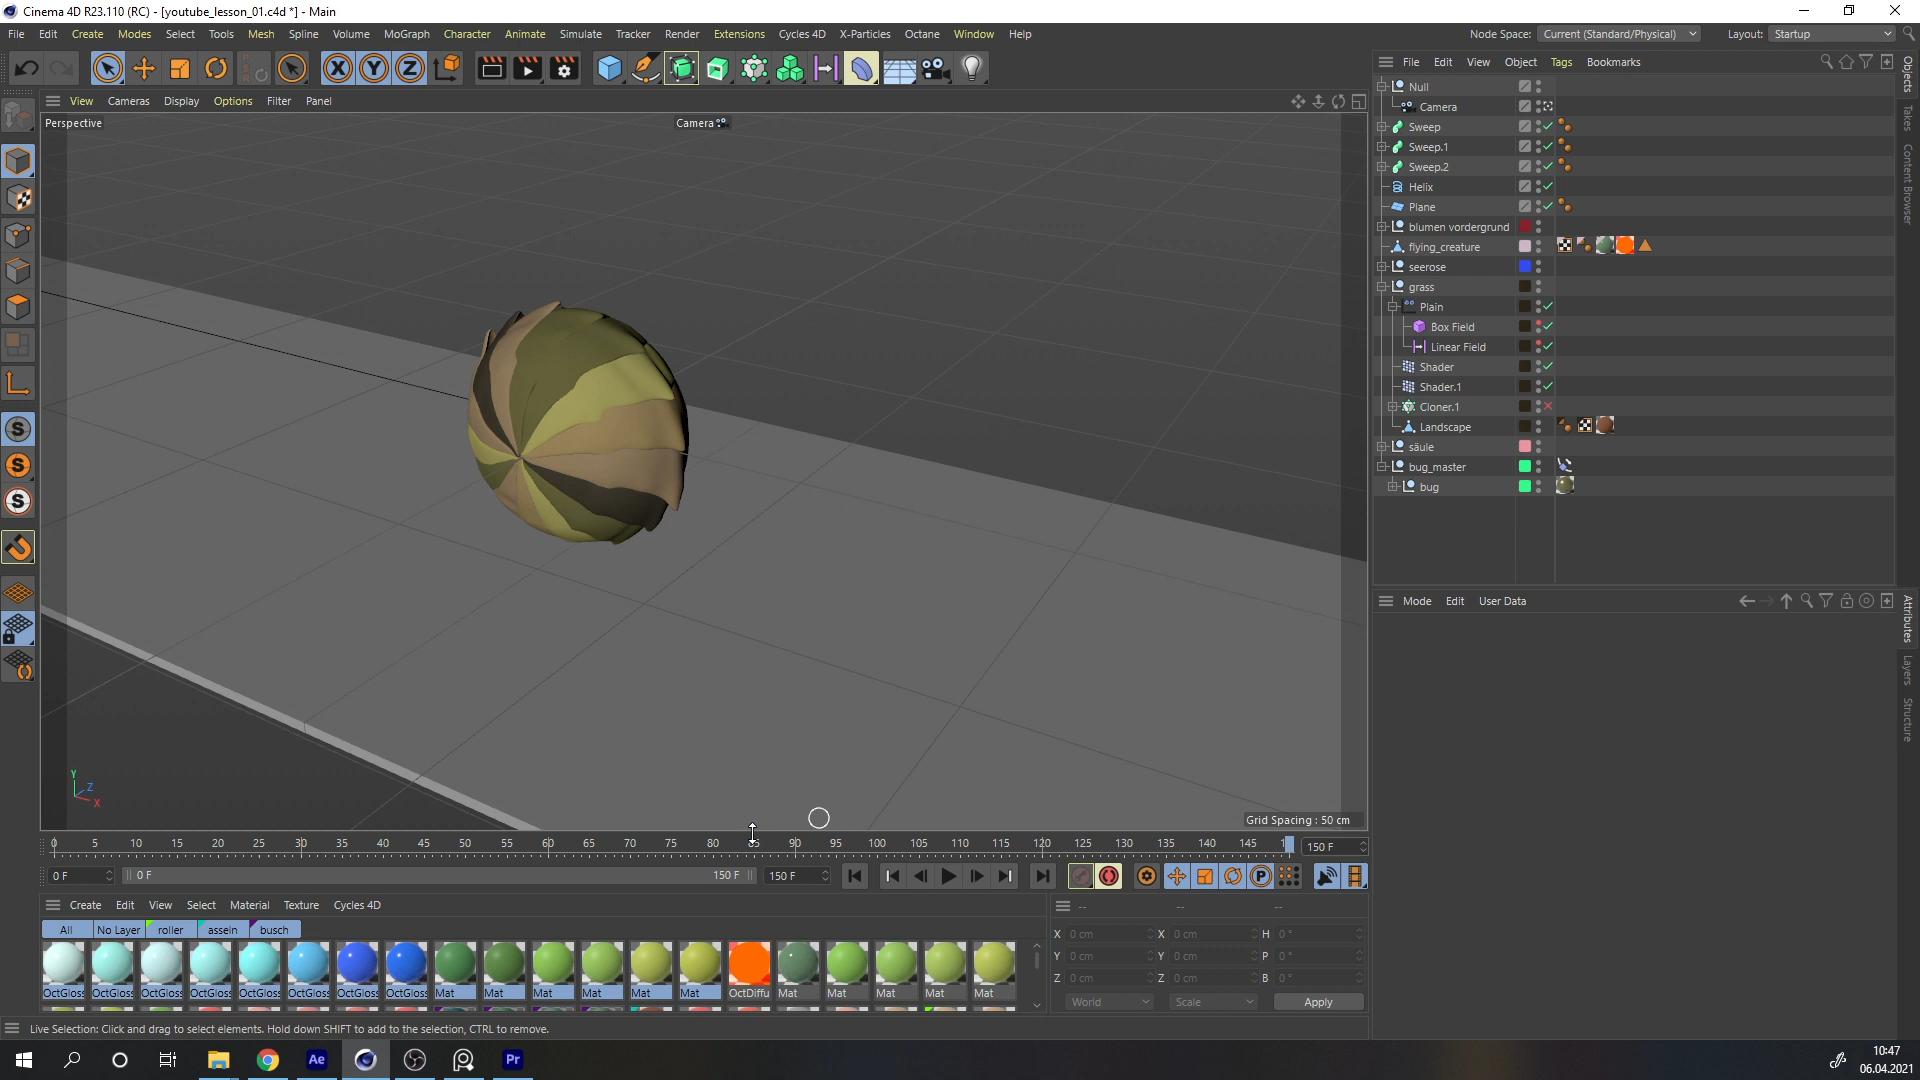 Cinema 4D R23.110 (RC) - [youtube_lesson_01.c4d *] - Main
File Edit Create Modes Select Tools Mesh Spline Volume MoGraph Character Animate Simulate Tracker Render Extensions Cycles 4D X-Particles Octane Window Help
Node Space: Current (Standard/Physical) Layout: Startup
View Cameras Display Options Filter Panel
Perspective
Camera
File Edit View Object Tags Bookmarks
Null
Camera
Sweep
Sweep.1
Sweep.2
Helix
Plane
blumen vordergrund
flying_creature
seerose
grass
Plain
Box Field
Linear Field
Shader
Shader.1
Cloner.1
Landscape
säule
bug_master
bug
Objects
Takes
Content Browser
Mode Edit User Data
Attributes
Layers
Structure
Y
Z
X
Grid Spacing : 50 cm
0 5 10 15 20 25 30 35 40 45 50 55 60 65 70 75 80 85 90 95 100 105 110 115 120 125 130 135 140 145 150 F
0 F 0 F 150 F 150 F
Create Edit View Select Material Texture Cycles 4D
All No Layer roller assein busch
OctGloss OctGloss OctGloss OctGloss OctGloss OctGloss OctGloss OctGloss Mat Mat Mat Mat Mat Mat OctDiffu Mat Mat Mat Mat Mat
-- -- --
X 0 cm X 0 cm H 0 °
Y 0 cm Y 0 cm P 0 °
Z 0 cm Z 0 cm B 0 °
World Scale Apply
Live Selection: Click and drag to select elements. Hold down SHIFT to add to the selection, CTRL to remove.
Ae Pr
10:47
06.04.2021